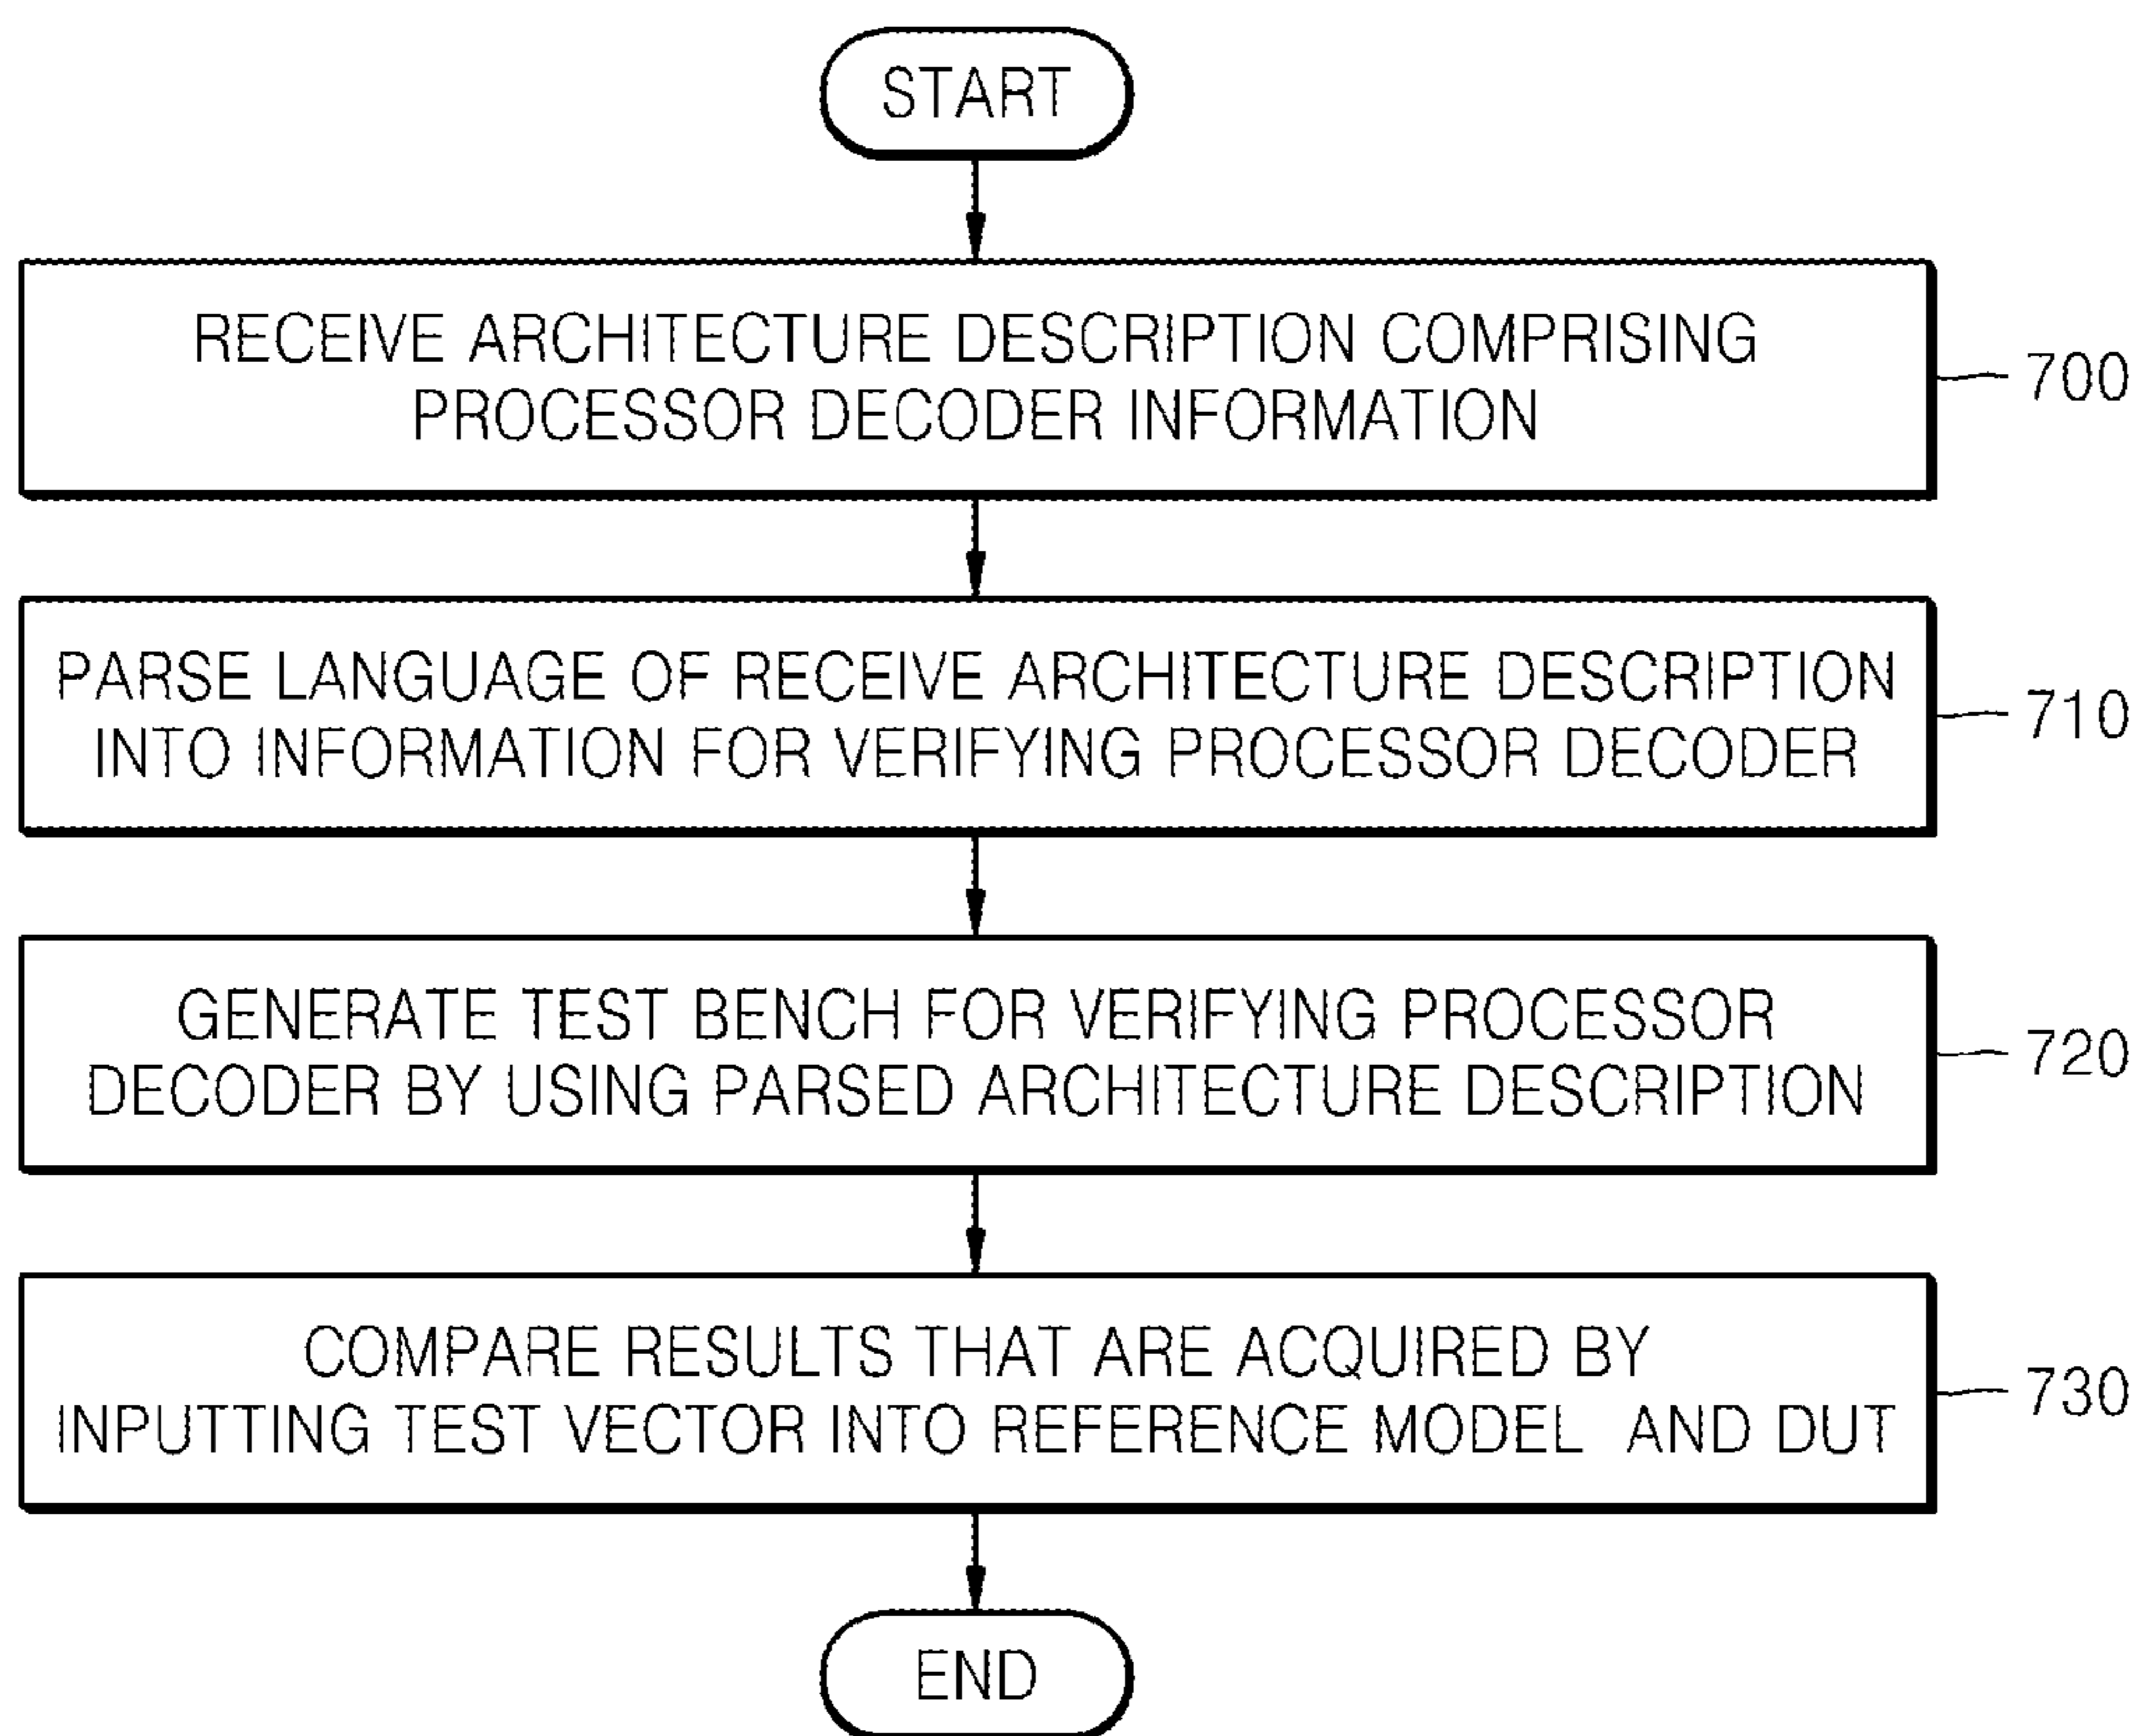 START
RECEIVE ARCHITECTURE DESCRIPTION COMPRISING
PROCESSOR DECODER INFORMATION
700
PARSE LANGUAGE OF RECEIVE ARCHITECTURE DESCRIPTION
INTO INFORMATION FOR VERIFYING PROCESSOR DECODER
710
GENERATE TEST BENCH FOR VERIFYING PROCESSOR
DECODER BY USING PARSED ARCHITECTURE DESCRIPTION
720
COMPARE RESULTS THAT ARE ACQUIRED BY
INPUTTING TEST VECTOR INTO REFERENCE MODEL AND DUT
730
END